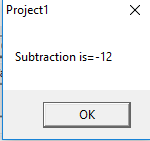 Project1
Subtraction is=-12
OK